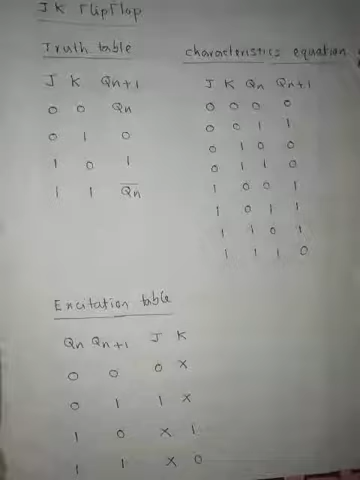 JK FlipFlop
Truth table
J K Qn+1
0 0 Qn
0 1 0
1 0 1
1 1 Q̅n
characteristics equation
J K Qn Qn+1
0 0 0 0
0 0 1 1
0 1 0 0
0 1 1 0
1 0 0 1
1 0 1 1
1 1 0 1
1 1 1 0
Excitation table
Qn Qn+1 J K
0 0 0 X
0 1 1 X
1 0 X 1
1 1 X 0